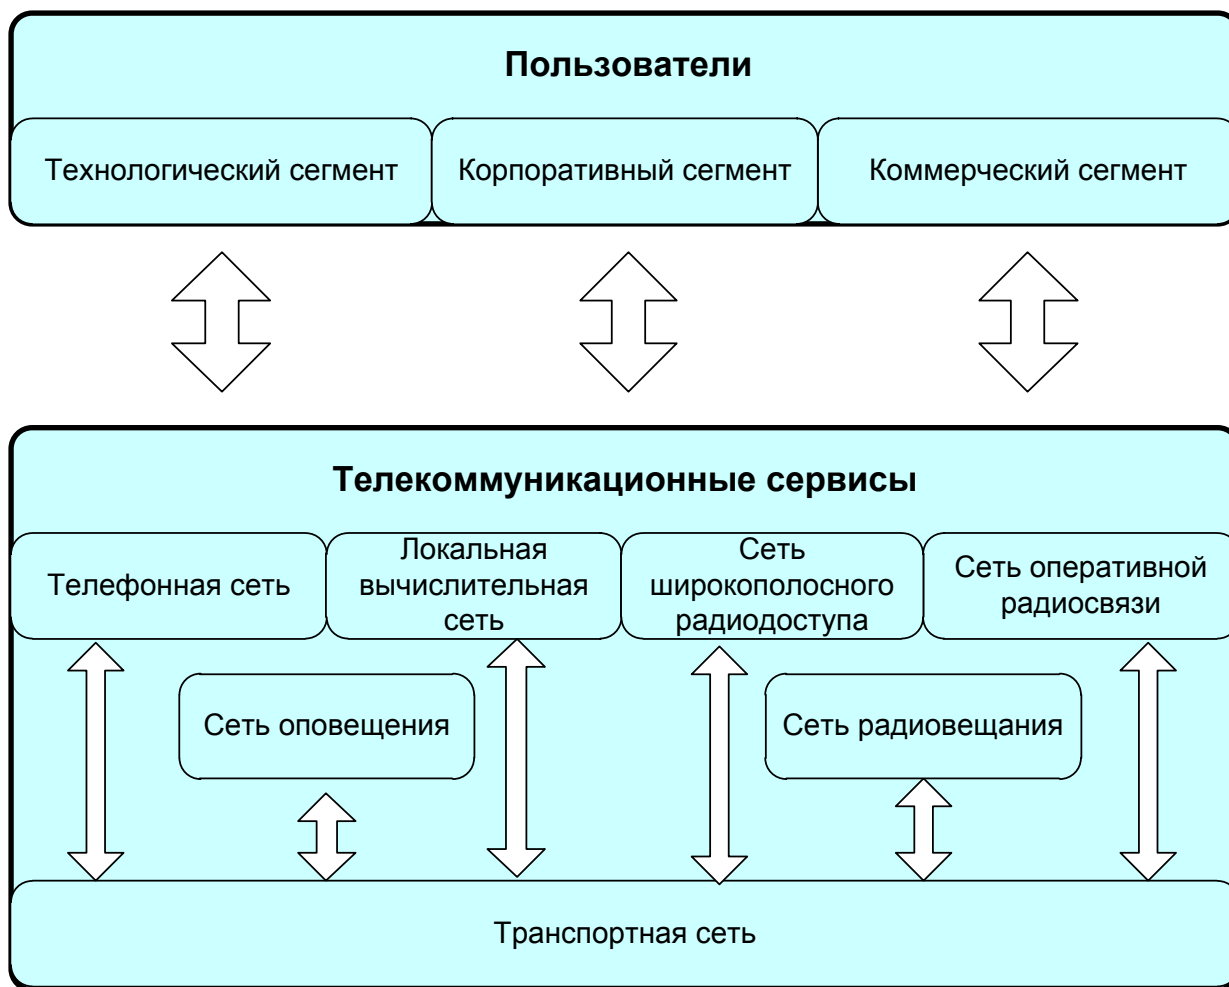 Пользователи
Технологический сегмент
Корпоративный сегмент
Коммерческий сегмент
Телекоммуникационные сервисы
Телефонная сеть
Локальная
вычислительная
сеть
Сеть
широкополосного
радиодоступа
Сеть оперативной
радиосвязи
Сеть оповещения
Сеть радиовещания
Транспортная сеть